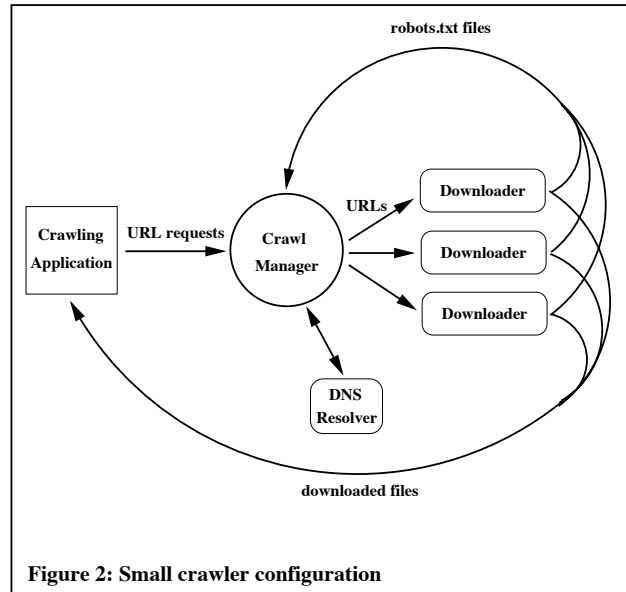 robots.txt files
URLs
Downloader
Crawling
Application
URL requests
Crawl
Manager
Downloader
Downloader
DNS
Resolver
downloaded files
Figure 2: Small crawler configuration